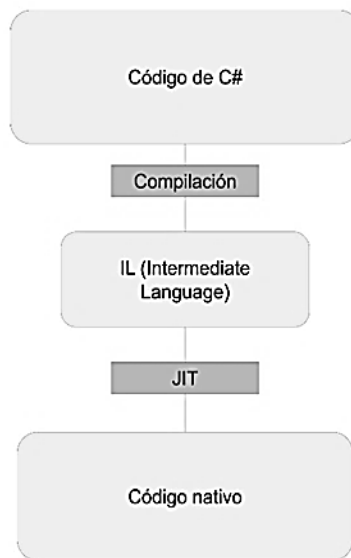 Código de C#
Compilación
IL (Intermediate
Language)
JIT
Código nativo